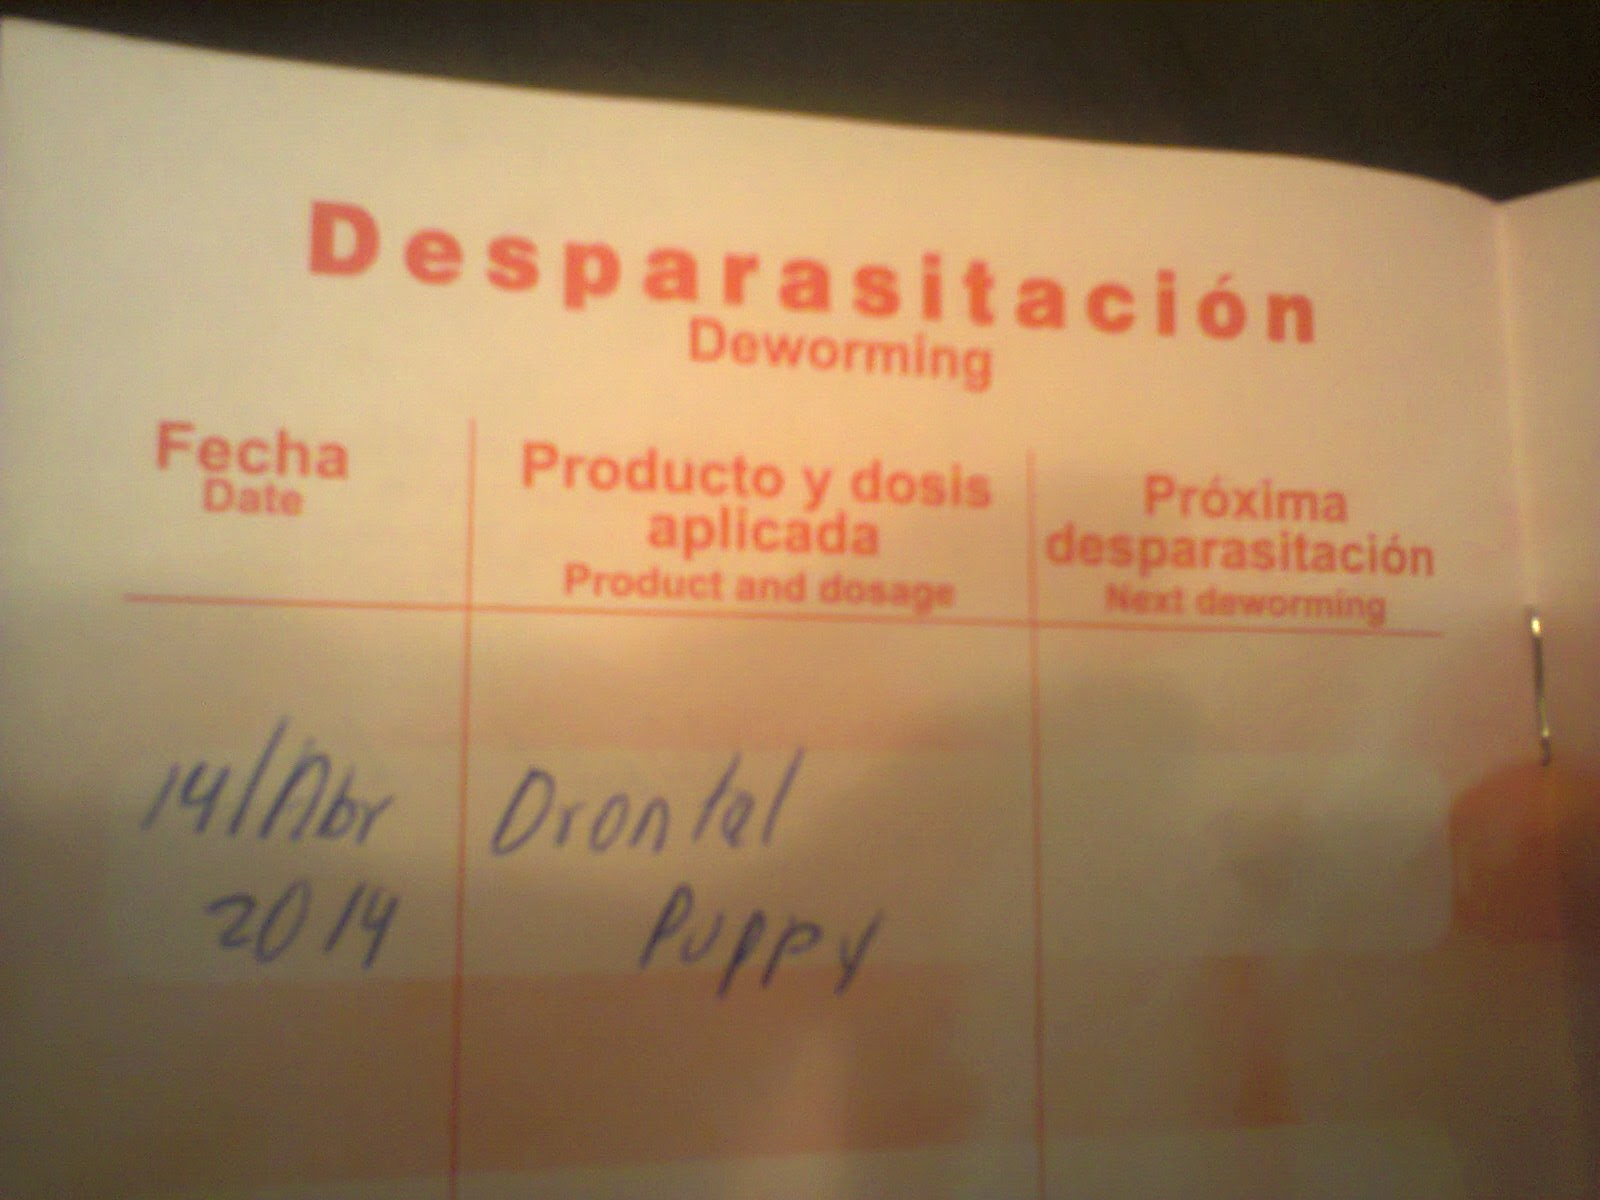 Desparasitación
Deworming
Fecha
Date
Producto y dosis
aplicada
Product and dosage
Próxima
desparasitación
Next deworming
14/Abr
2014
Drontal
Puppy